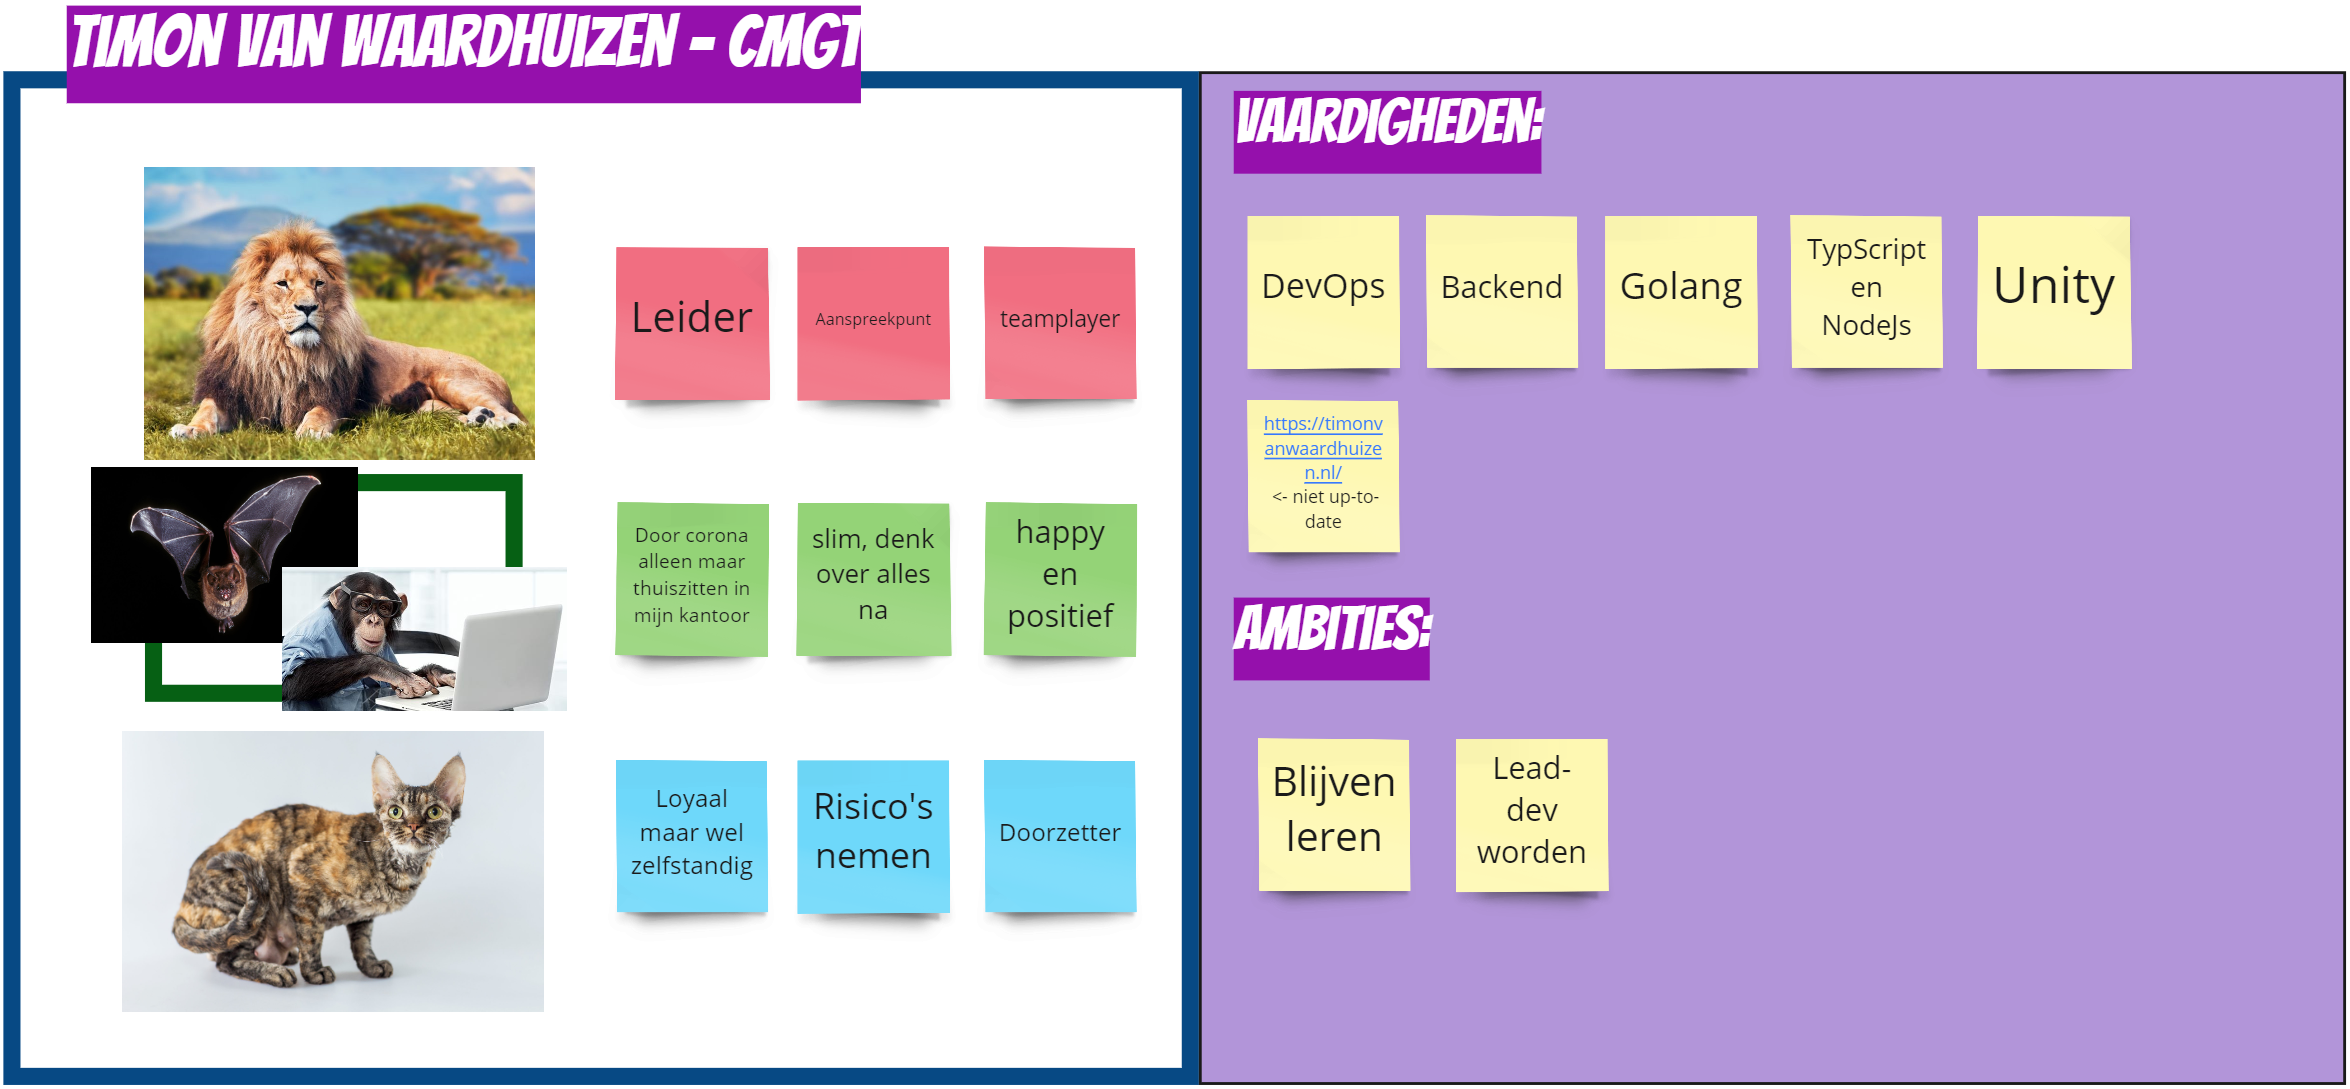 TIMON VAN WAARDHUIZEN - CMGT
Leider
Aanspreekpunt
teamplayer
Door corona
alleen maar
thuiszitten in
mijn kantoor
slim, denk
over alles
na
happy
en
positief
Loyaal
maar wel
zelfstandig
Risico's
nemen
Doorzetter
VAARDIGHEDEN:
DevOps
Backend
Golang
TypScript
en
NodeJs
Unity
https://timonv
anwaardhuize
n.nl/
<- niet up-to-
date
AMBITIES:
Blijven
leren
Lead-
dev
worden